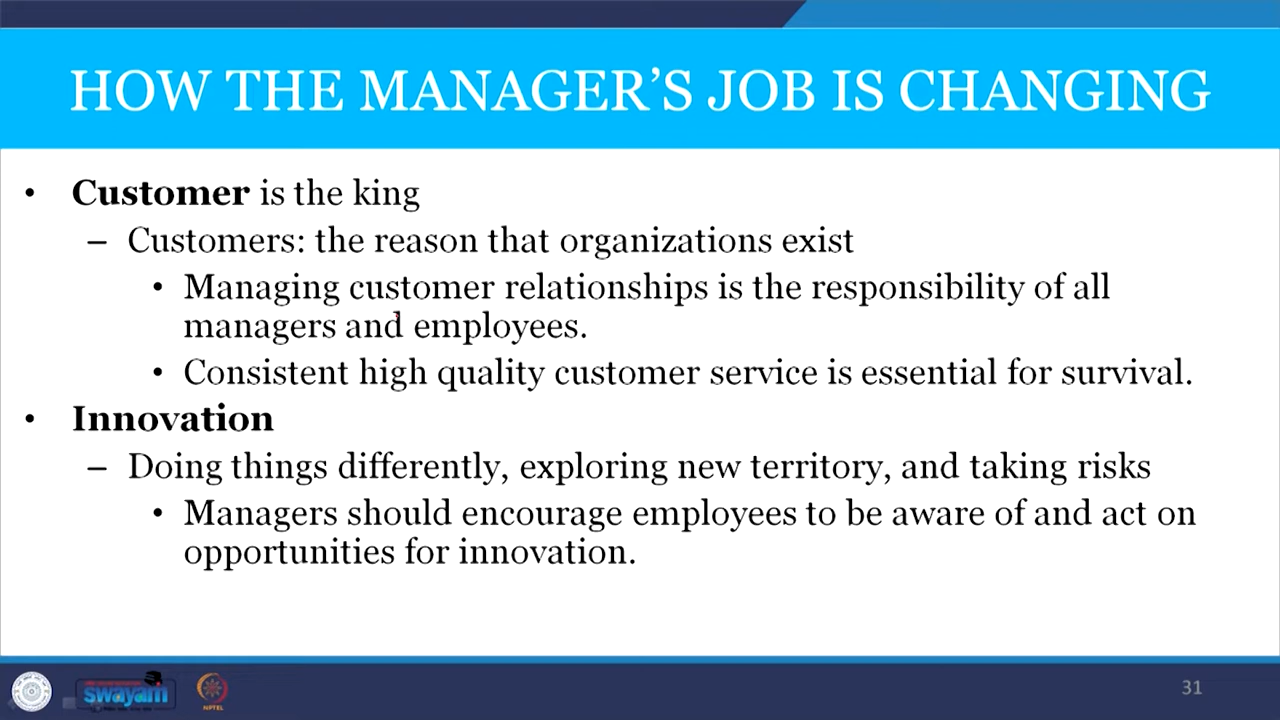 HOW THE MANAGER’S JOB IS CHANGING
• Customer is the king
– Customers: the reason that organizations exist
• Managing customer relationships is the responsibility of all
managers and employees.
• Consistent high quality customer service is essential for survival.
• Innovation
– Doing things differently, exploring new territory, and taking risks
• Managers should encourage employees to be aware of and act on
opportunities for innovation.
swayam
NPTEL
31